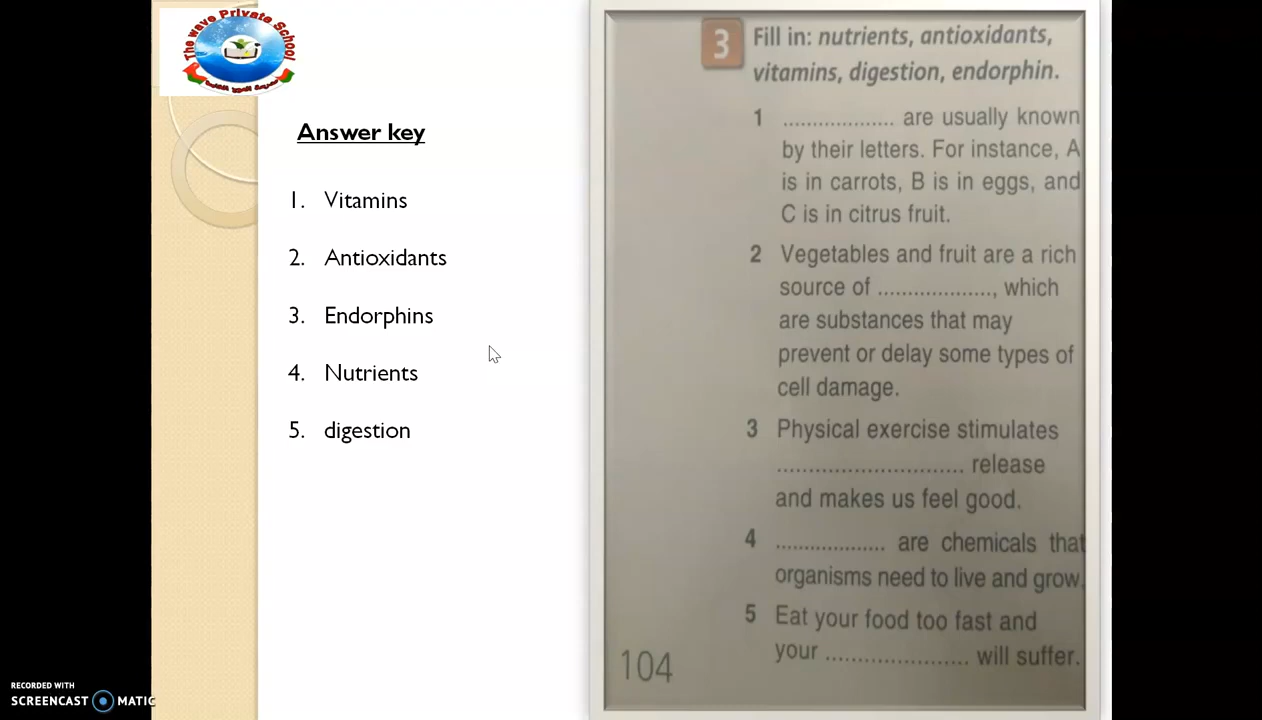 The wave Private School
Answer key
1. Vitamins
2. Antioxidants
3. Endorphins
4. Nutrients
5. digestion
3 Fill in: nutrients, antioxidants,
vitamins, digestion, endorphin.
1 ................... are usually known
by their letters. For instance, A
is in carrots, B is in eggs, and
C is in citrus fruit.
2 Vegetables and fruit are a rich
source of ...................., which
are substances that may
prevent or delay some types of
cell damage.
3 Physical exercise stimulates
................................ release
and makes us feel good.
4 ................... are chemicals that
organisms need to live and grow.
5 Eat your food too fast and
your ........................ will suffer.
104
RECORDED WITH
SCREENCAST MATIC